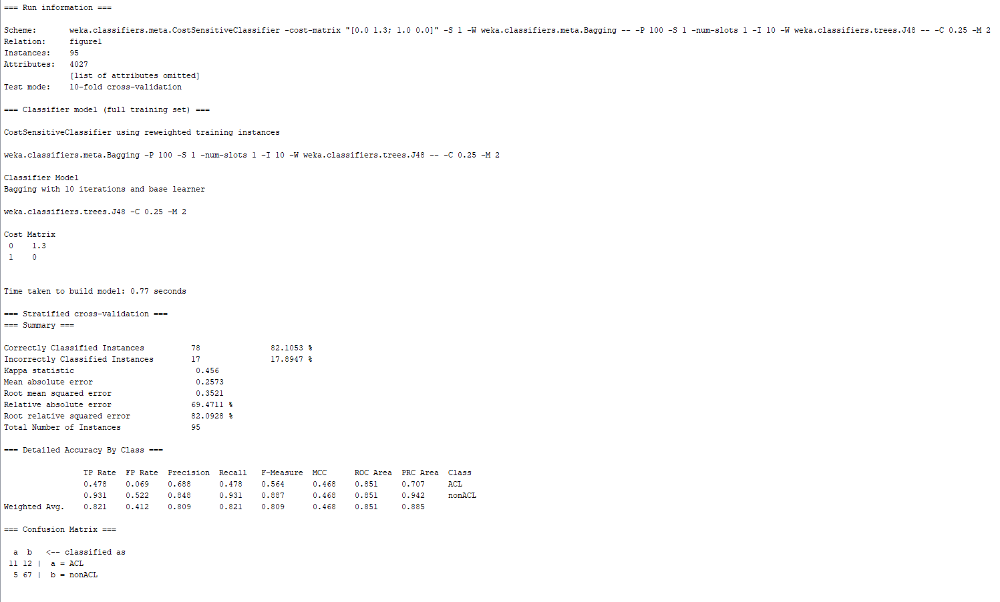 === Run information ===
Scheme: weka.classifiers.meta.CostSensitiveClassifier -cost-matrix "[0.0 1.3; 1.0 0.0]" -S 1 -W weka.classifiers.meta.Bagging -- -P 100 -S 1 -num-slots 1 -I 10 -W weka.classifiers.trees.J48 -- -C 0.25 -M 2
Relation: figure1
Instances: 95
Attributes: 4027
[list of attributes omitted]
Test mode: 10-fold cross-validation
=== Classifier model (full training set) ===
CostSensitiveClassifier using reweighted training instances
weka.classifiers.meta.Bagging -P 100 -S 1 -num-slots 1 -I 10 -W weka.classifiers.trees.J48 -- -C 0.25 -M 2
Classifier Model
Bagging with 10 iterations and base learner
weka.classifiers.trees.J48 -C 0.25 -M 2
Cost Matrix
0 1.3
1 0
Time taken to build model: 0.77 seconds
=== Stratified cross-validation ===
=== Summary ===
Correctly Classified Instances 78 82.1053 %
Incorrectly Classified Instances 17 17.8947 %
Kappa statistic 0.456
Mean absolute error 0.2573
Root mean squared error 0.3521
Relative absolute error 69.4711 %
Root relative squared error 82.0928 %
Total Number of Instances 95
=== Detailed Accuracy By Class ===
TP Rate FP Rate Precision Recall F-Measure MCC ROC Area PRC Area Class
0.478 0.069 0.688 0.478 0.564 0.468 0.851 0.707 ACL
0.931 0.522 0.848 0.931 0.887 0.468 0.851 0.942 nonACL
Weighted Avg. 0.821 0.412 0.809 0.821 0.809 0.468 0.851 0.885
=== Confusion Matrix ===
a b <-- classified as
11 12 | a = ACL
5 67 | b = nonACL